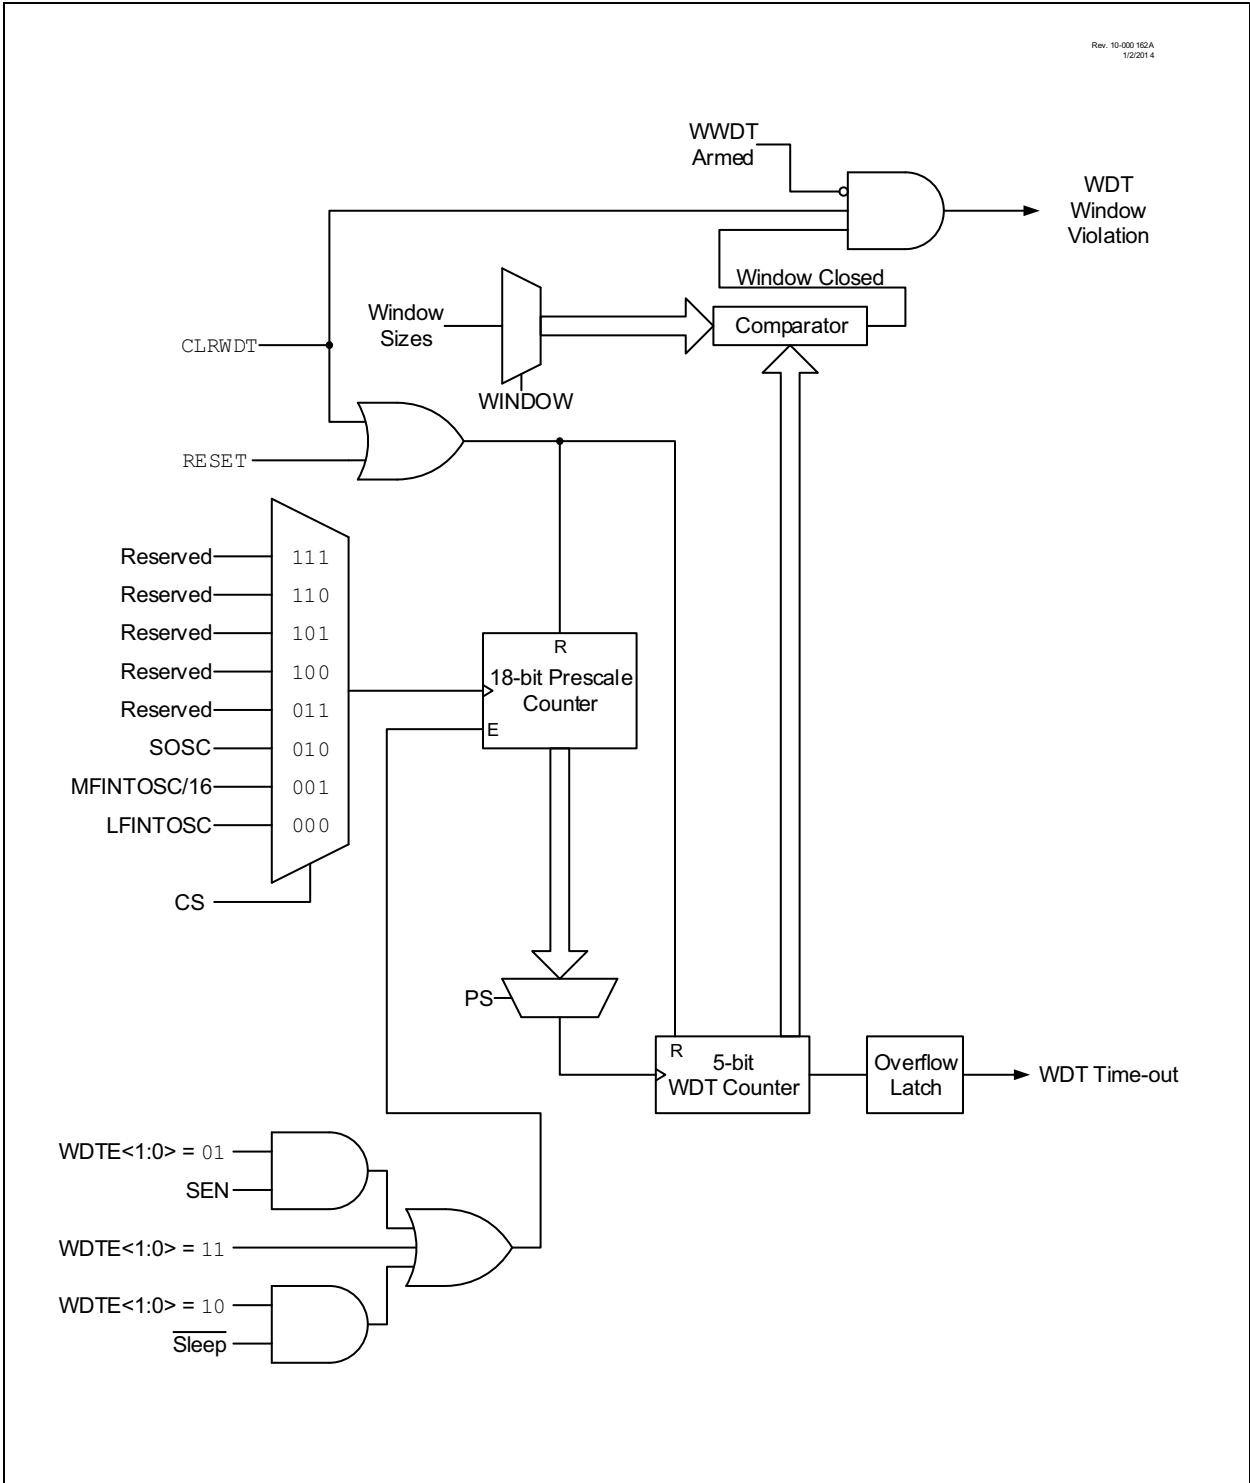 Rev. 10-000 162A
1/2/201 4
WWDT
Armed
WDT
Window
Violation
Window Closed
Window
Sizes
Comparator
CLRWDT
WINDOW
RESET
Reserved 111
Reserved 110
Reserved 101
Reserved 100
Reserved 011
SOSC 010
MFINTOSC/16 001
LFINTOSC 000
R
18-bit Prescale
Counter
E
CS
PS
R
5-bit
WDT Counter
Overflow
Latch
WDT Time-out
WDTE<1:0> = 01
SEN
WDTE<1:0> = 11
WDTE<1:0> = 10
Sleep